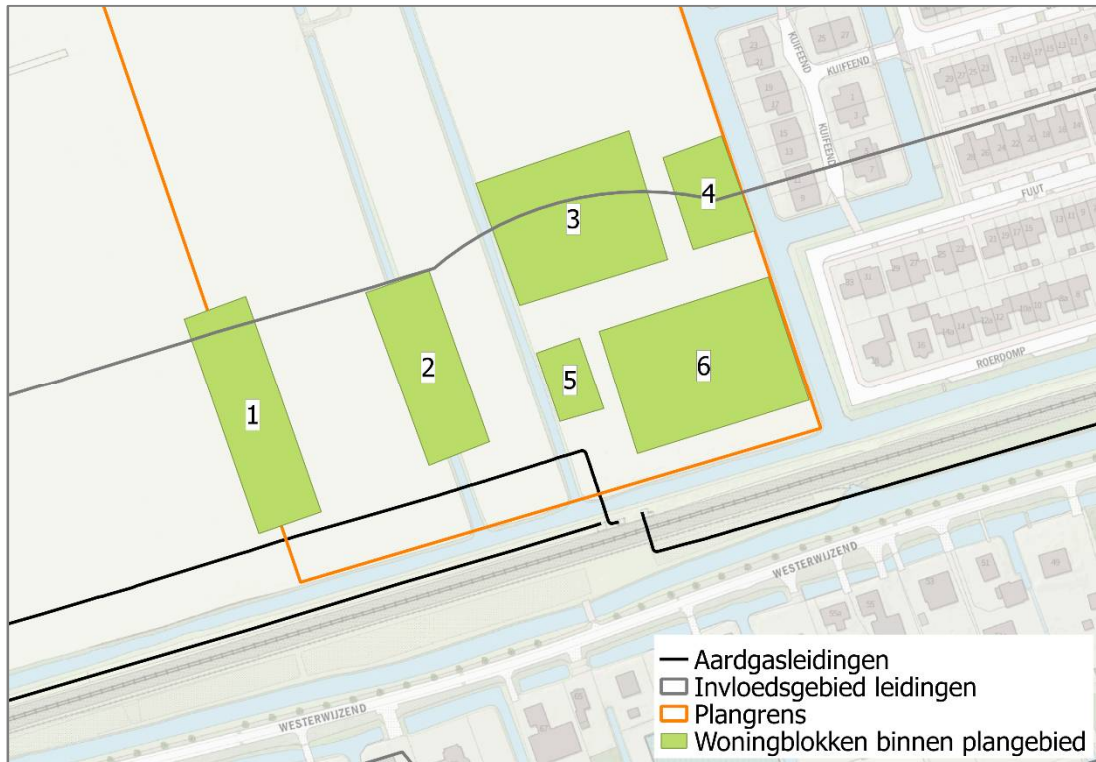 KUIFEEND
KUIFEEND
KUIFEEND
FUUT
ROERDOMP
WESTERWIJZEND
WESTERWIJZEND
1
2
3
4
5
6
Aardgasleidingen
Invloedsgebied leidingen
Plangrens
Woningblokken binnen plangebied